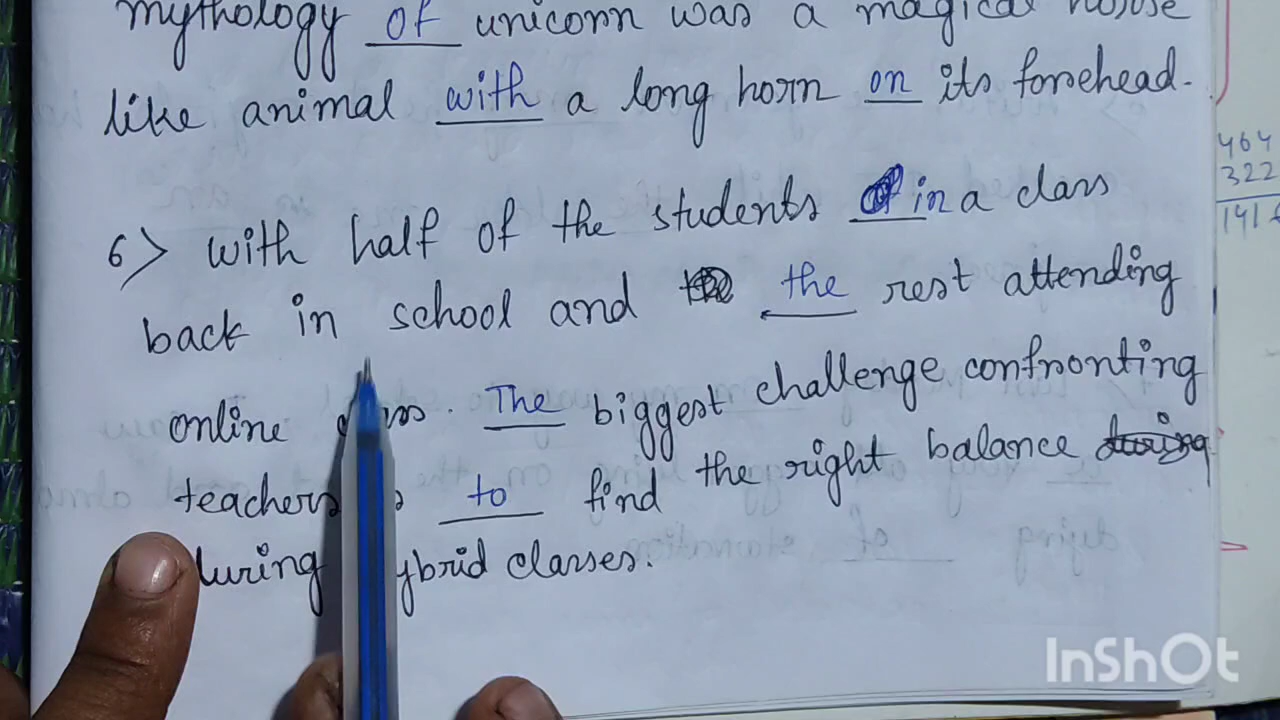 mythology of unicorn was a magical horse
like animal with a long horn on its forehead.
464
322
6> with half of the students in a class
back in school and the rest attending
online . The biggest challenge confronting
teachers to find the right balance during
during hybrid classes.
InShOt